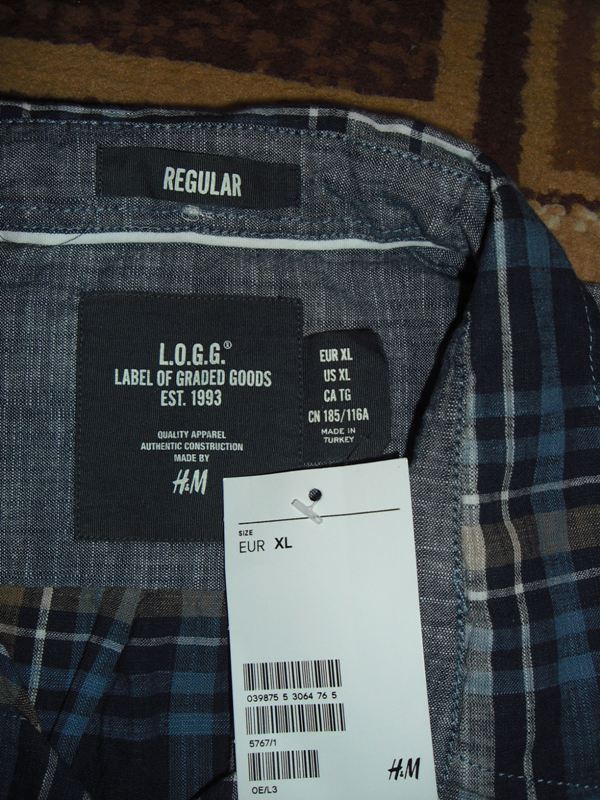 REGULAR
L.O.G.G.®
LABEL OF GRADED GOODS
EST. 1993
QUALITY APPAREL
AUTHENTIC CONSTRUCTION
MADE BY
H&M
EUR XL
US XL
CA TG
CN 185/116A
MADE IN
TURKEY
SIZE
EUR XL
039875 5 3064 76 5
5767/1
OE/L3
H&M